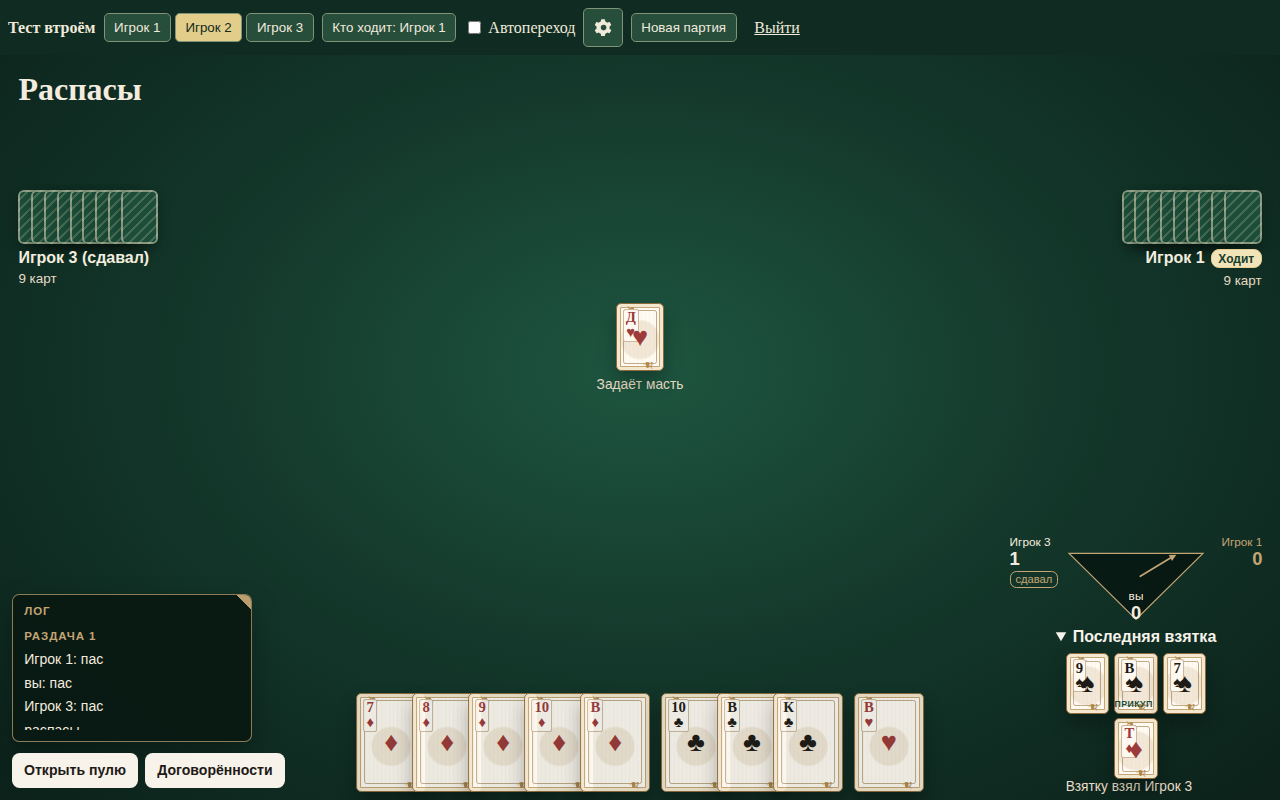 Тест втроём
Игрок 1
Игрок 2
Игрок 3
Кто ходит: Игрок 1
Автопереход
Новая партия
Выйти
Распасы
Игрок 3 (сдавал)
9 карт
Игрок 1 Ходит
9 карт
Д
Задаёт масть
Игрок 3
1
сдавал
Игрок 1
0
вы
0
▼ Последняя взятка
9
В
7
ПРИКУП
Т
Взятку взял Игрок 3
ЛОГ
РАЗДАЧА 1
Игрок 1: пас
вы: пас
Игрок 3: пас
распасы
Открыть пулю
Договорённости
7
8
9
10
В
10
В
К
В